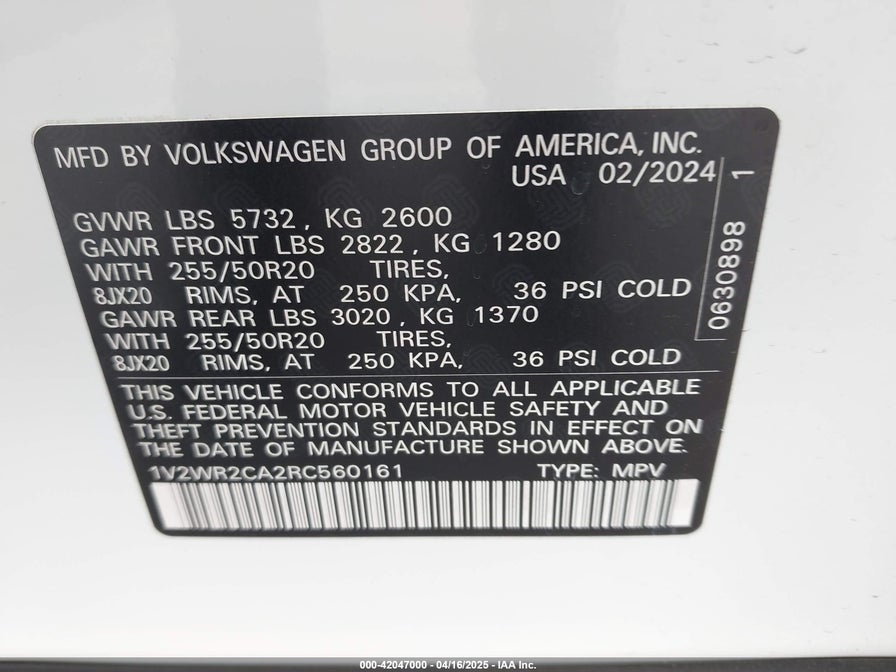 MFD BY VOLKSWAGEN GROUP OF AMERICA, INC.
USA 02/2024
1
0630898
GVWR LBS 5732, KG 2600
GAWR FRONT LBS 2822, KG 1280
WITH 255/50R20 TIRES,
8JX20 RIMS, AT 250 KPA, 36 PSI COLD
GAWR REAR LBS 3020, KG 1370
WITH 255/50R20 TIRES,
8JX20 RIMS, AT 250 KPA, 36 PSI COLD
THIS VEHICLE CONFORMS TO ALL APPLICABLE
U.S. FEDERAL MOTOR VEHICLE SAFETY AND
THEFT PREVENTION STANDARDS IN EFFECT ON
THE DATE OF MANUFACTURE SHOWN ABOVE.
1V2WR2CA2RC560161 TYPE: MPV
000-42047000 - 04/16/2025 - IAA Inc.